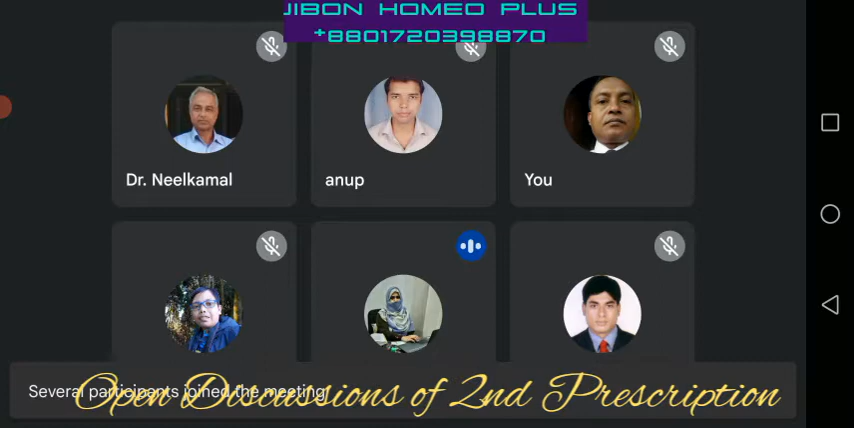 JIBON HOMEO PLUS
+8801720398870
Dr. Neelkamal
anup
You
Several participants joined the meeting
Open Discussions of 2nd Prescription